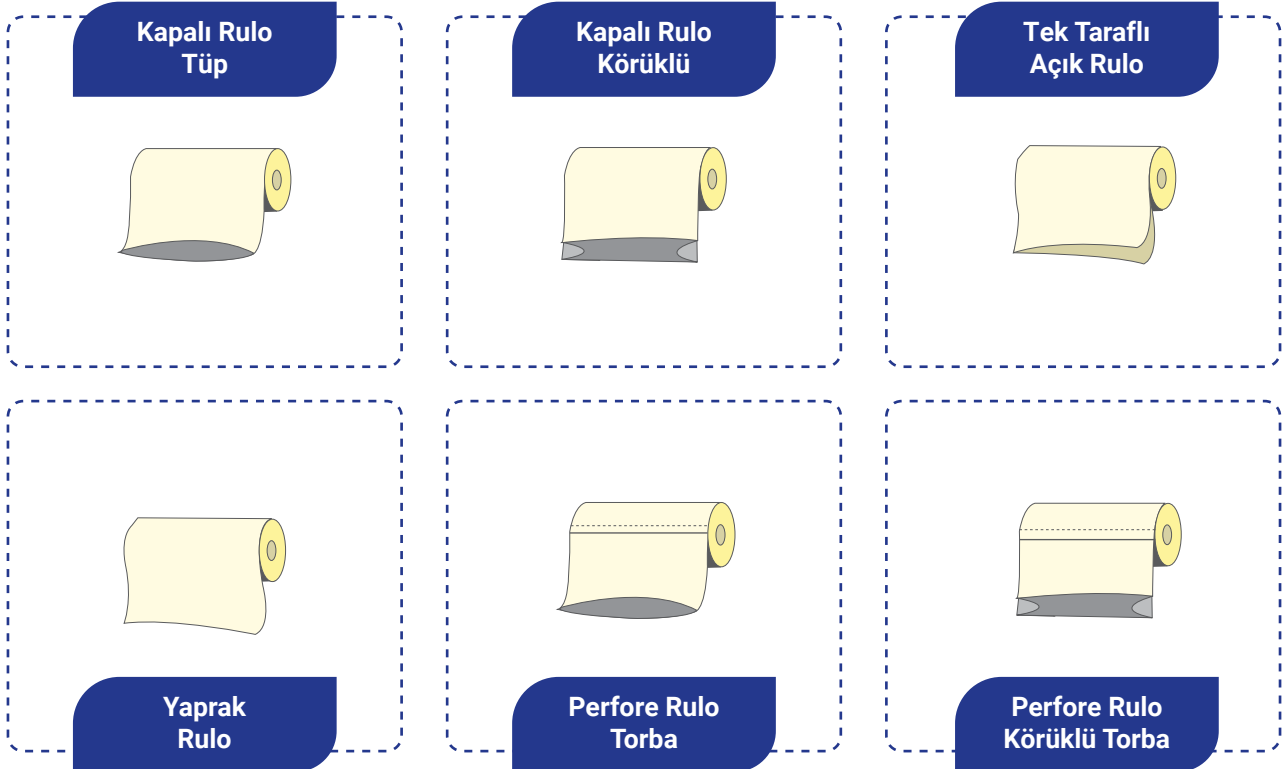 Kapalı Rulo
Tüp
Kapalı Rulo
Körüklü
Tek Taraflı
Açık Rulo
Yaprak
Rulo
Perfore Rulo
Torba
Perfore Rulo
Körüklü Torba